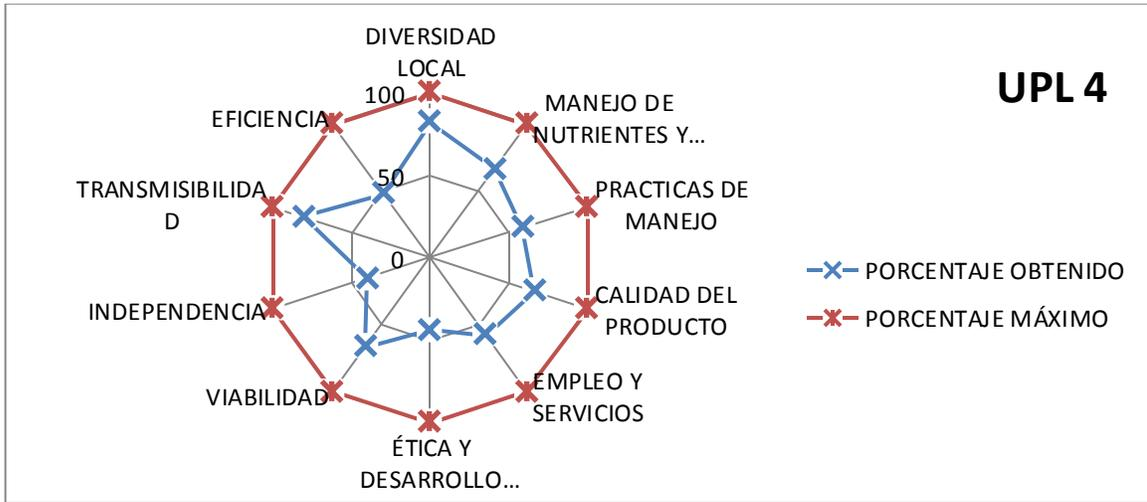 DIVERSIDAD
LOCAL
UPL 4
100
EFICIENCIA
MANEJO DE
NUTRIENTES Y...
50
TRANSMISIBILIDA
D
PRACTICAS DE
MANEJO
0
PORCENTAJE OBTENIDO
INDEPENDENCIA
CALIDAD DEL
PRODUCTO
PORCENTAJE MÁXIMO
VIABILIDAD
EMPLEO Y
SERVICIOS
ÉTICA Y
DESARROLLO...